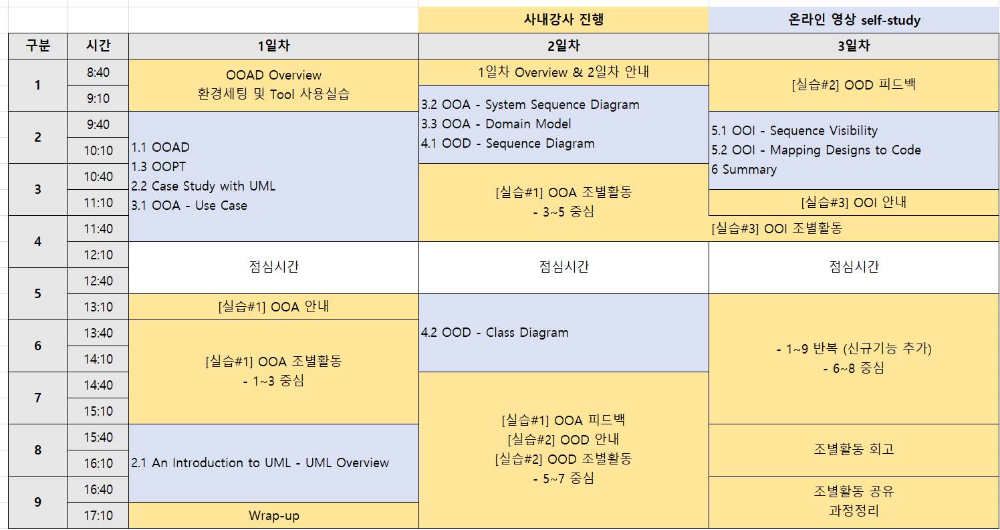 사내강사 진행
온라인 영상 self-study
구분
시간
1일차
2일차
3일차
1
8:40
OOAD Overview
환경세팅 및 Tool 사용실습
1일차 Overview & 2일차 안내
[실습#2] OOD 피드백
9:10
3.2 OOA - System Sequence Diagram
3.3 OOA - Domain Model
4.1 OOD - Sequence Diagram
2
9:40
1.1 OOAD
1.3 OOPT
2.2 Case Study with UML
3.1 OOA - Use Case
5.1 OOI - Sequence Visibility
5.2 OOI - Mapping Designs to Code
6 Summary
10:10
3
10:40
[실습#1] OOA 조별활동
- 3~5 중심
11:10
[실습#3] OOI 안내
4
11:40
[실습#3] OOI 조별활동
12:10
점심시간
점심시간
점심시간
5
12:40
13:10
[실습#1] OOA 안내
4.2 OOD - Class Diagram
- 1~9 반복 (신규기능 추가)
- 6~8 중심
6
13:40
[실습#1] OOA 조별활동
- 1~3 중심
14:10
7
14:40
[실습#1] OOA 피드백
[실습#2] OOD 안내
[실습#2] OOD 조별활동
- 5~7 중심
15:10
8
15:40
2.1 An Introduction to UML - UML Overview
조별활동 회고
16:10
9
16:40
조별활동 공유
과정정리
17:10
Wrap-up